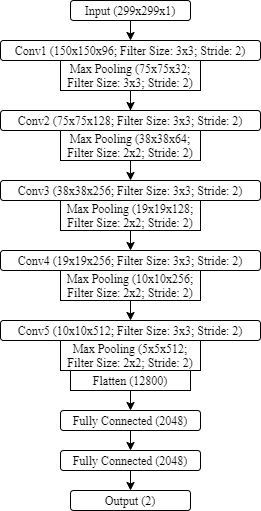 Input (299x299x1)
Conv1 (150x150x96; Filter Size: 3x3; Stride: 2)
Max Pooling (75x75x32;
Filter Size: 3x3; Stride: 2)
Conv2 (75x75x128; Filter Size: 3x3; Stride: 2)
Max Pooling (38x38x64;
Filter Size: 2x2; Stride: 2)
Conv3 (38x38x256; Filter Size: 3x3; Stride: 2)
Max Pooling (19x19x128;
Filter Size: 2x2; Stride: 2)
Conv4 (19x19x256; Filter Size: 3x3; Stride: 2)
Max Pooling (10x10x256;
Filter Size: 2x2; Stride: 2)
Conv5 (10x10x512; Filter Size: 3x3; Stride: 2)
Max Pooling (5x5x512;
Filter Size: 2x2; Stride: 2)
Flatten (12800)
Fully Connected (2048)
Fully Connected (2048)
Output (2)